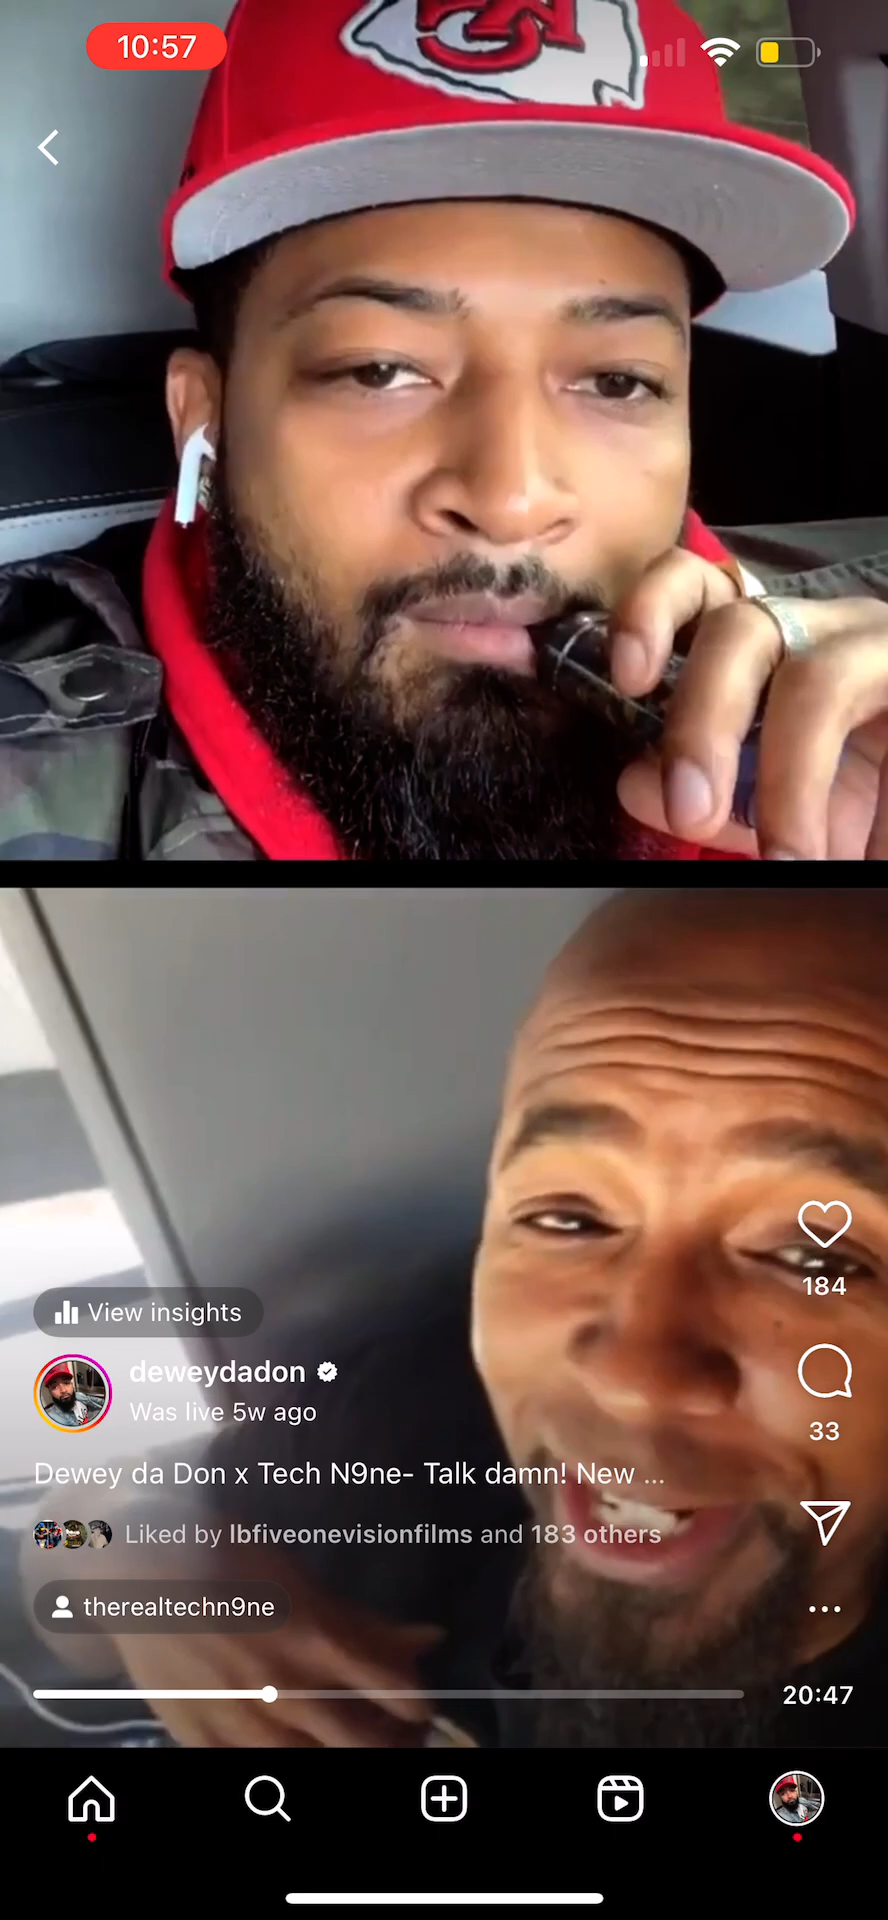 10:57
View insights
deweydadon
Was live 5w ago
Dewey da Don x Tech N9ne- Talk damn! New ...
Liked by lbfiveonevisionfilms and 183 others
therealtechn9ne
184
33
20:47